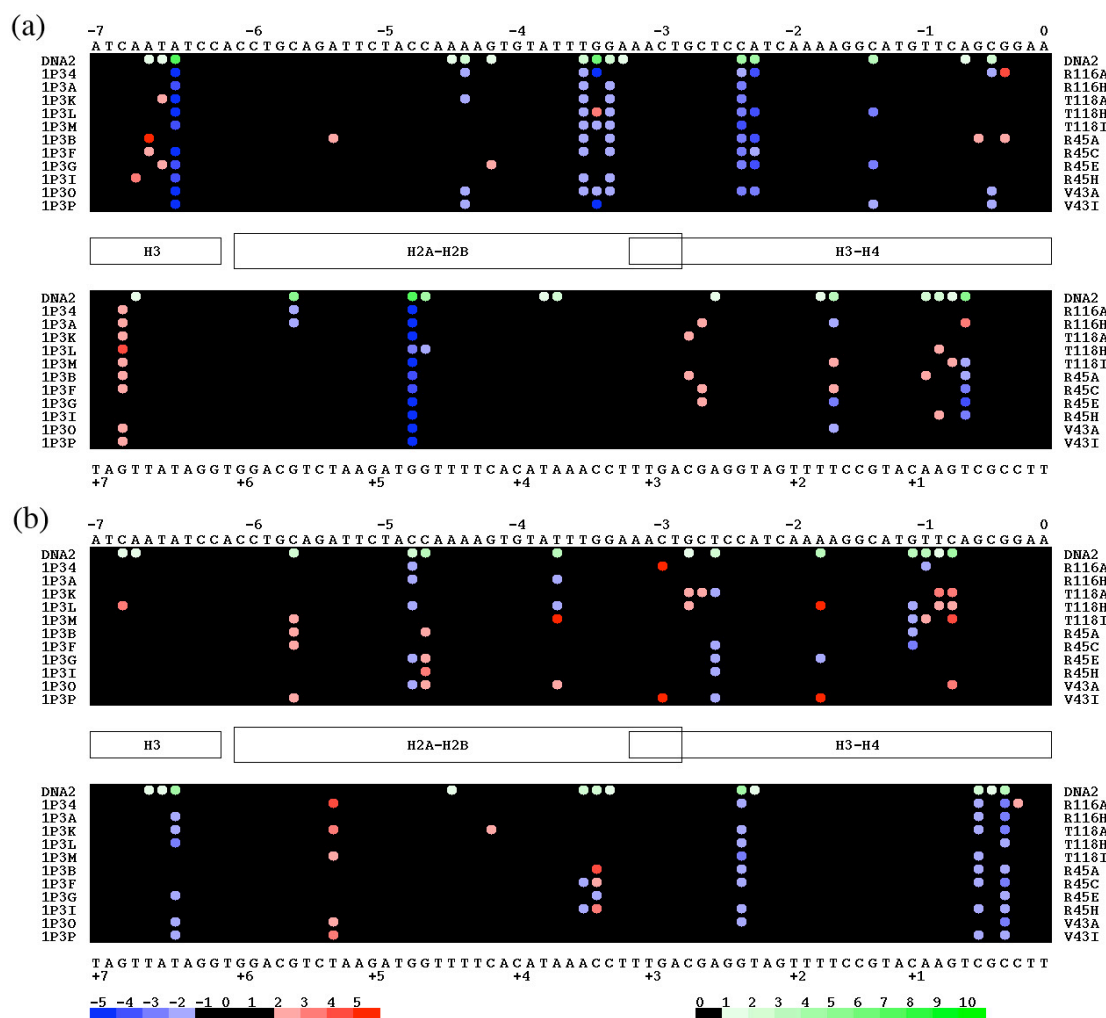 (a)
-7 -6 -5 -4 -3 -2 -1 0
A T C A A T A T C C A C C T G C A G A T T C T A C C A A A A G T G T A T T T G G A A A C T G C T C C A T C A A A A G G C A T G T T C A G C G G A A
DNA2 DNA2
1P34 R116A
1P3A R116H
1P3K T118A
1P3L T118H
1P3M T118I
1P3B R45A
1P3F R45C
1P3G R45E
1P3I R45H
1P3O V43A
1P3P V43I
H3 H2A-H2B H3-H4
DNA2 DNA2
1P34 R116A
1P3A R116H
1P3K T118A
1P3L T118H
1P3M T118I
1P3B R45A
1P3F R45C
1P3G R45E
1P3I R45H
1P3O V43A
1P3P V43I
T A G T T A T A G G T G G A C G T C T A A G A T G G T T T T C A C A T A A A C C T T T G A C G A G G T A G T T T T C C G T A C A A G T C G C C T T
+7 +6 +5 +4 +3 +2 +1 0
(b)
-7 -6 -5 -4 -3 -2 -1 0
A T C A A T A T C C A C C T G C A G A T T C T A C C A A A A G T G T A T T T G G A A A C T G C T C C A T C A A A A G G C A T G T T C A G C G G A A
DNA2 DNA2
1P34 R116A
1P3A R116H
1P3K T118A
1P3L T118H
1P3M T118I
1P3B R45A
1P3F R45C
1P3G R45E
1P3I R45H
1P3O V43A
1P3P V43I
H3 H2A-H2B H3-H4
DNA2 DNA2
1P34 R116A
1P3A R116H
1P3K T118A
1P3L T118H
1P3M T118I
1P3B R45A
1P3F R45C
1P3G R45E
1P3I R45H
1P3O V43A
1P3P V43I
T A G T T A T A G G T G G A C G T C T A A G A T G G T T T T C A C A T A A A C C T T T G A C G A G G T A G T T T T C C G T A C A A G T C G C C T T
+7 +6 +5 +4 +3 +2 +1 0
-5 -4 -3 -2 -1 0 1 2 3 4 5 0 1 2 3 4 5 6 7 8 9 10